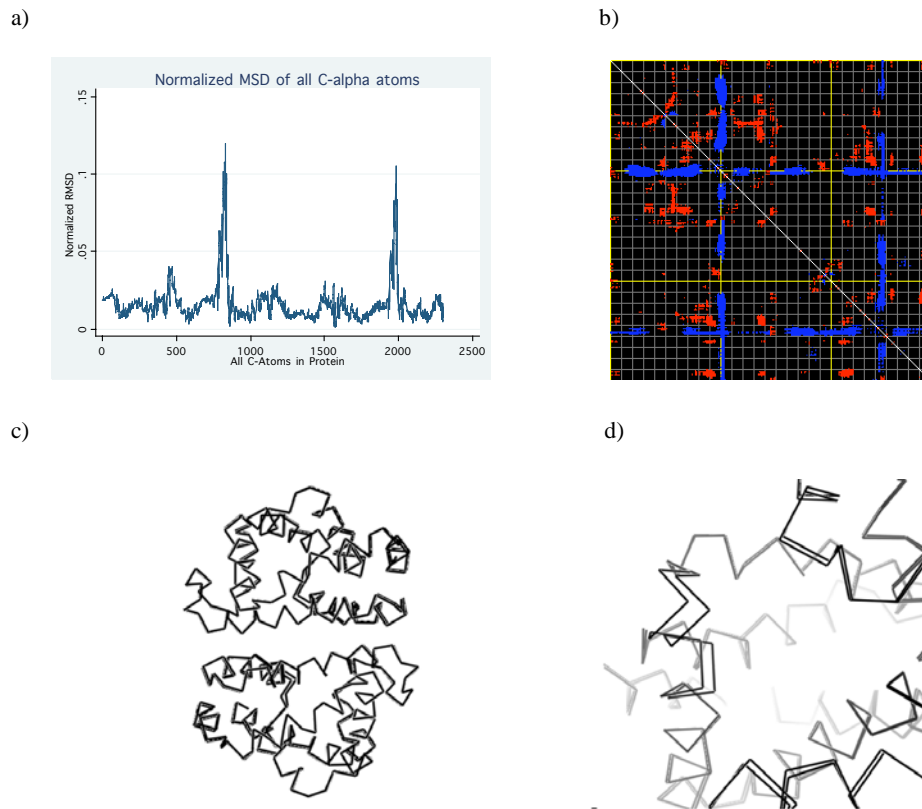 a)
b)
Normalized MSD of all C-alpha atoms
Normalized RMSD
.15
.1
.05
0
0 500 1000 1500 2000 2500
All C-Atoms in Protein
c)
d)